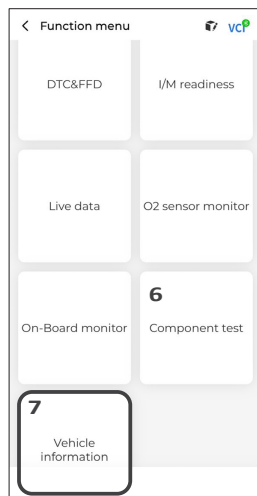 Function menu
VCI
DTC&FFD
I/M readiness
Live data
O2 sensor monitor
On-Board monitor
6
Component test
7
Vehicle
information